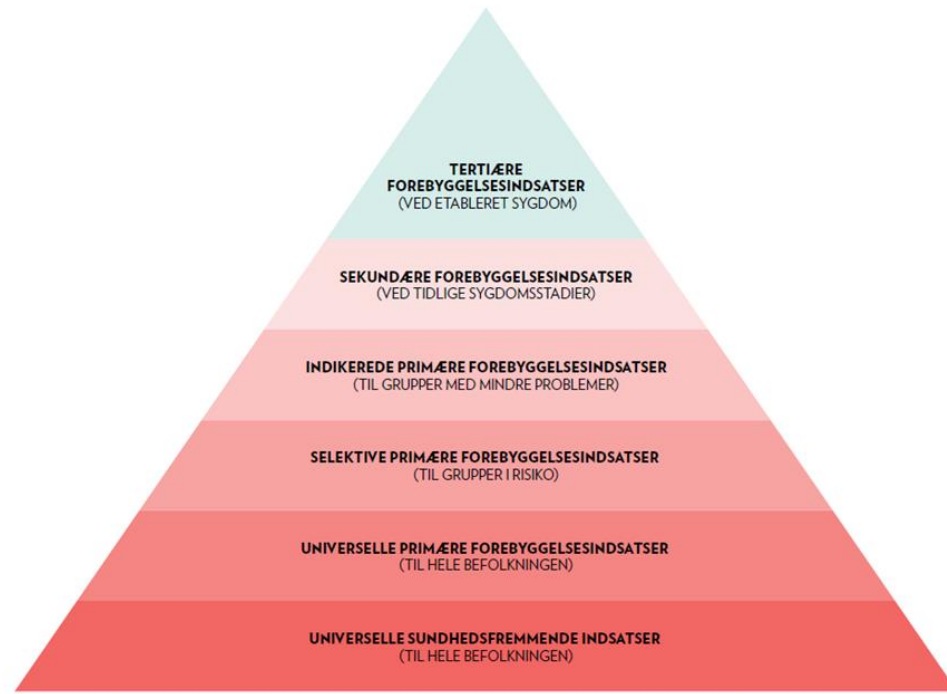 TERTIÆRE
FOREBYGGELSESINDSATSER
(VED ETABLERET SYGDOM)
SEKUNDÆRE FOREBYGGELSESINDSATSER
(VED TIDLIGE SYGDOMSSTADIER)
INDIKEREDE PRIMÆRE FOREBYGGELSESINDSATSER
(TIL GRUPPER MED MINDRE PROBLEMER)
SELEKTIVE PRIMÆRE FOREBYGGELSESINDSATSER
(TIL GRUPPER I RISIKO)
UNIVERSELLE PRIMÆRE FOREBYGGELSESINDSATSER
(TIL HELE BEFOLKNINGEN)
UNIVERSELLE SUNDHEDSFREMMENDE INDSATSER
(TIL HELE BEFOLKNINGEN)